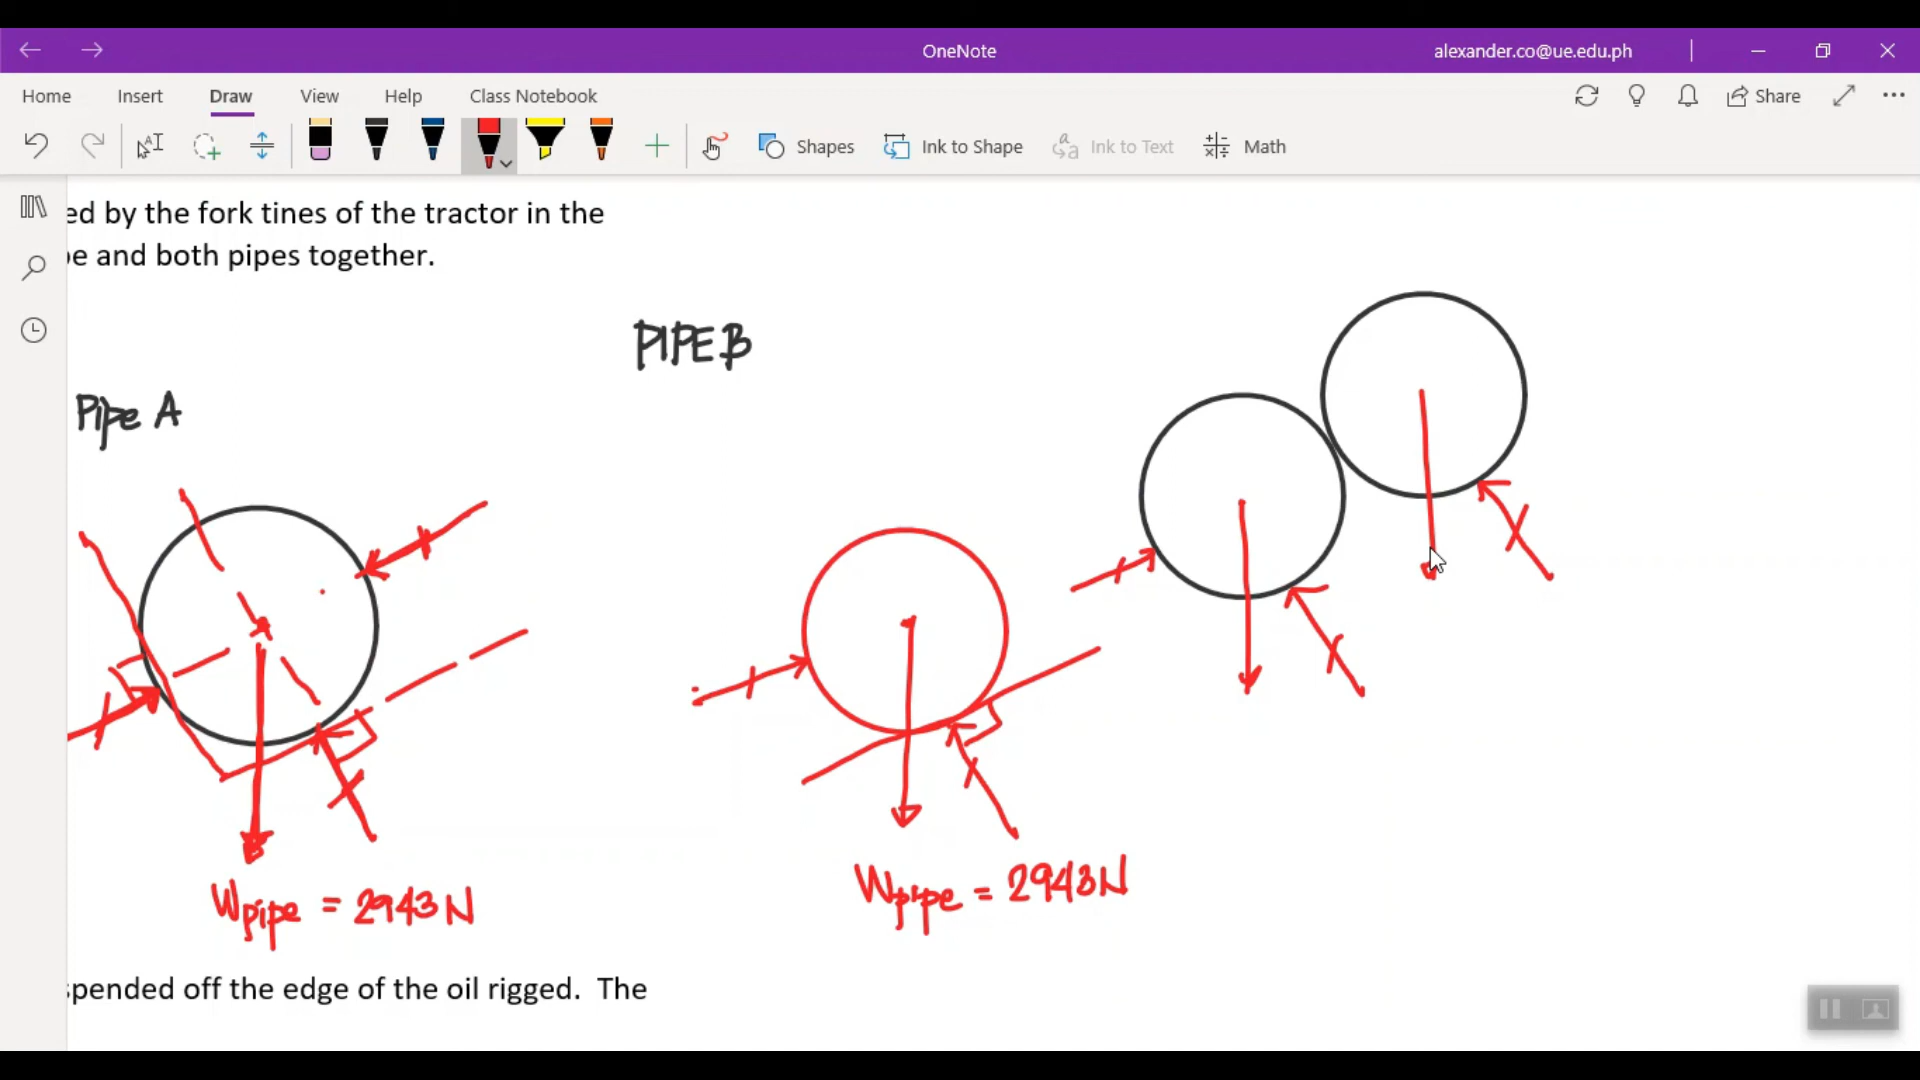 OneNote
alexander.co@ue.edu.ph
Home Insert Draw View Help Class Notebook
Share
Shapes Ink to Shape Ink to Text Math
ed by the fork tines of the tractor in the
e and both pipes together.
PIPE B
Pipe A
Wpipe = 2943N
Wpipe = 2943N
spended off the edge of the oil rigged. The